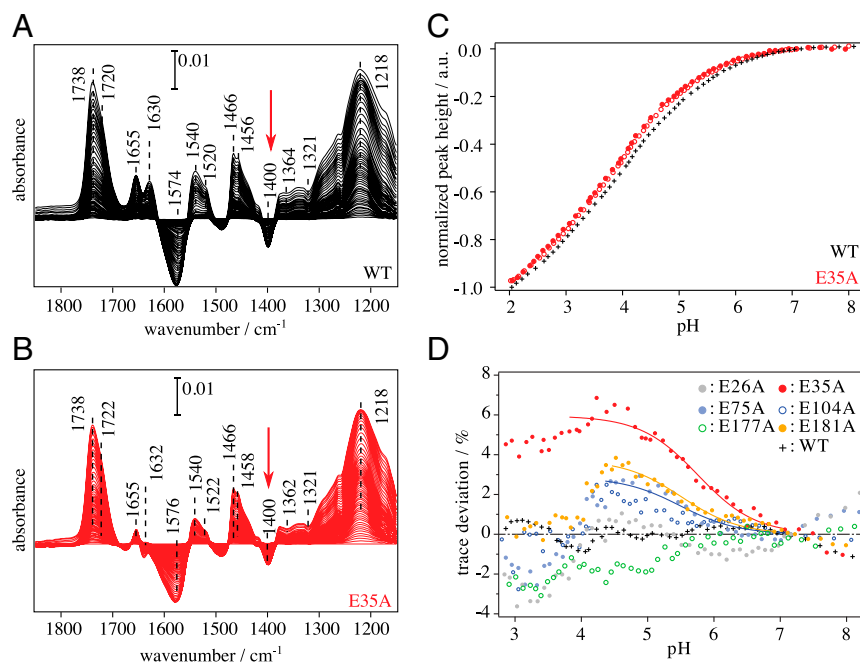 A
0.01
1738
1720
1655
1630
1574
1540
1520
1466
1456
1400
1364
1321
1218
absorbance
WT
1800 1700 1600 1500 1400 1300 1200
wavenumber / cm-1
B
0.01
1738
1722
1655
1632
1576
1540
1522
1466
1458
1400
1362
1321
1218
absorbance
E35A
1800 1700 1600 1500 1400 1300 1200
wavenumber / cm-1
C
0.0
-0.2
-0.4
-0.6
-0.8
-1.0
normalized peak height / a.u.
WT
E35A
2 3 4 5 6 7 8
pH
D
8
6
4
2
0
-2
-4
trace deviation / %
: E26A : E35A
: E75A : E104A
: E177A : E181A
+ : WT
3 4 5 6 7 8
pH